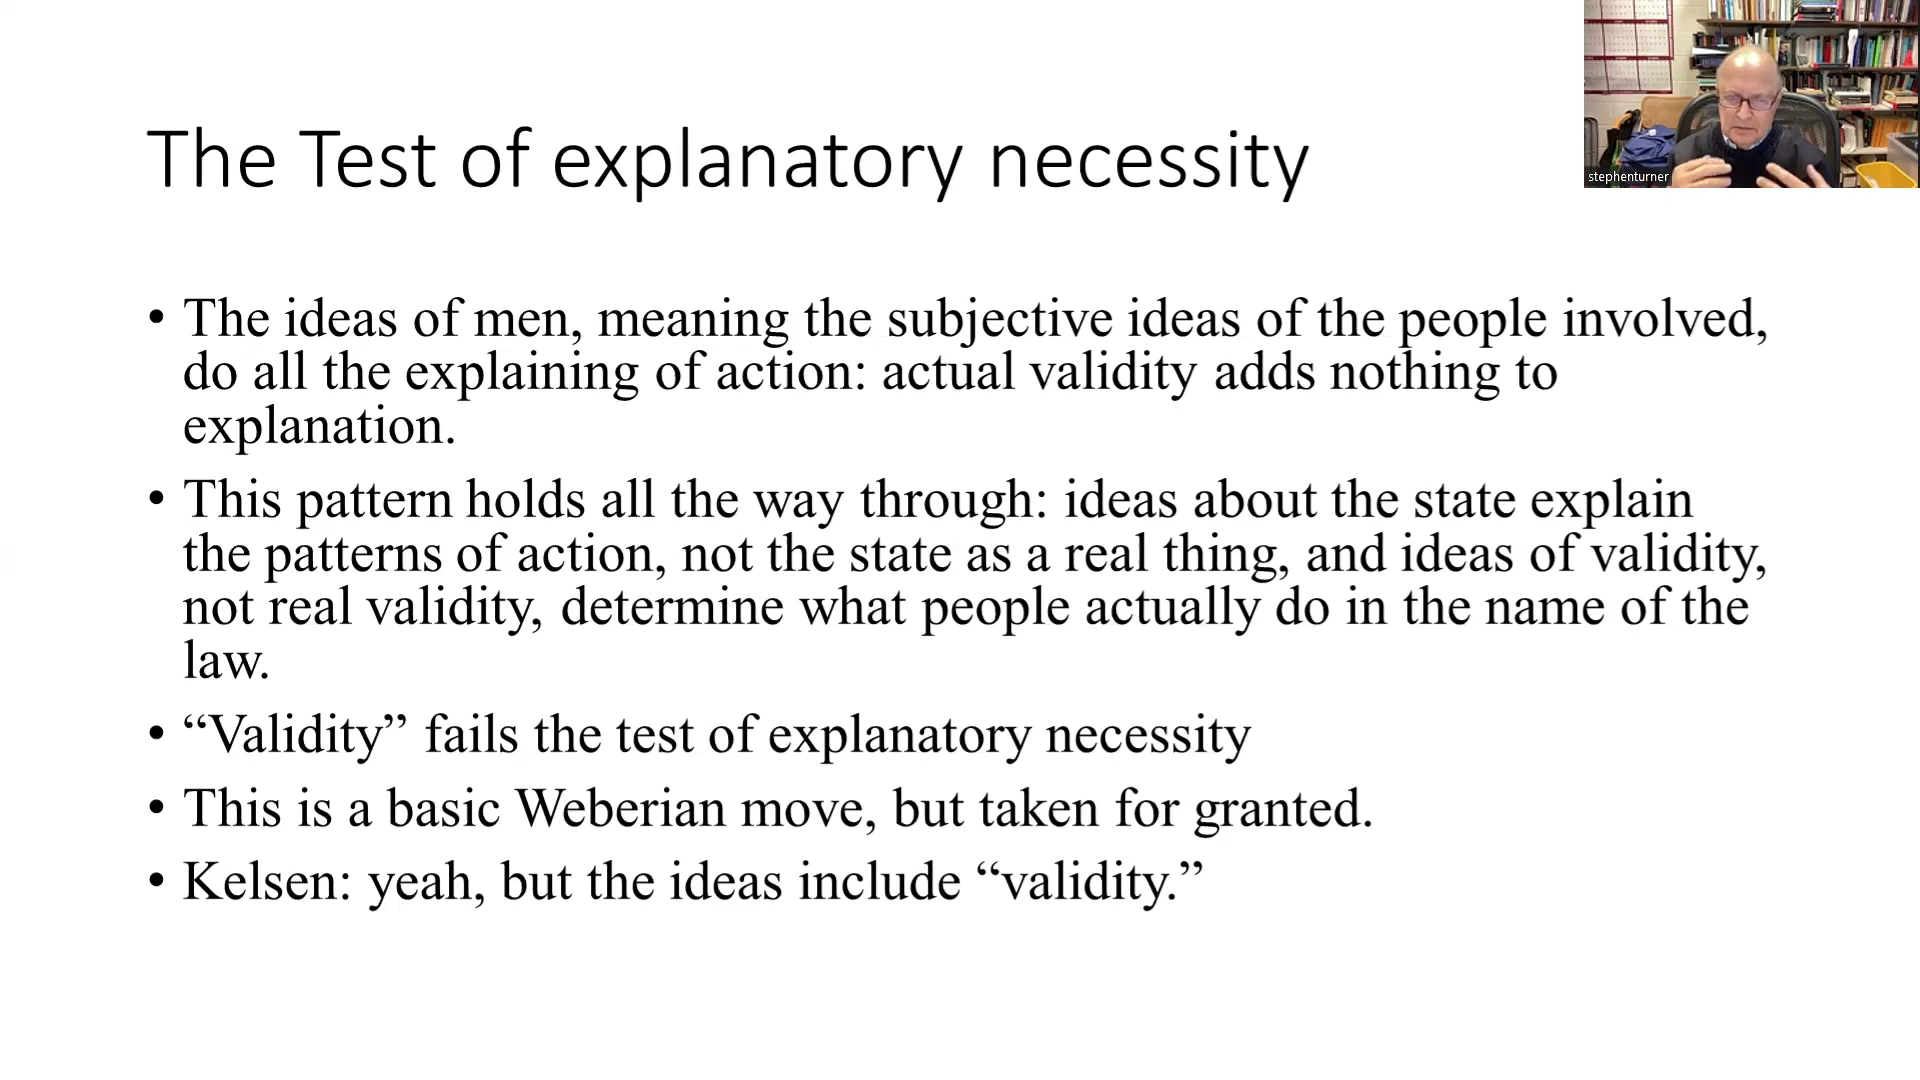 The Test of explanatory necessity
stephenturner
• The ideas of men, meaning the subjective ideas of the people involved,
do all the explaining of action: actual validity adds nothing to
explanation.
• This pattern holds all the way through: ideas about the state explain
the patterns of action, not the state as a real thing, and ideas of validity,
not real validity, determine what people actually do in the name of the
law.
• “Validity” fails the test of explanatory necessity
• This is a basic Weberian move, but taken for granted.
• Kelsen: yeah, but the ideas include “validity.”